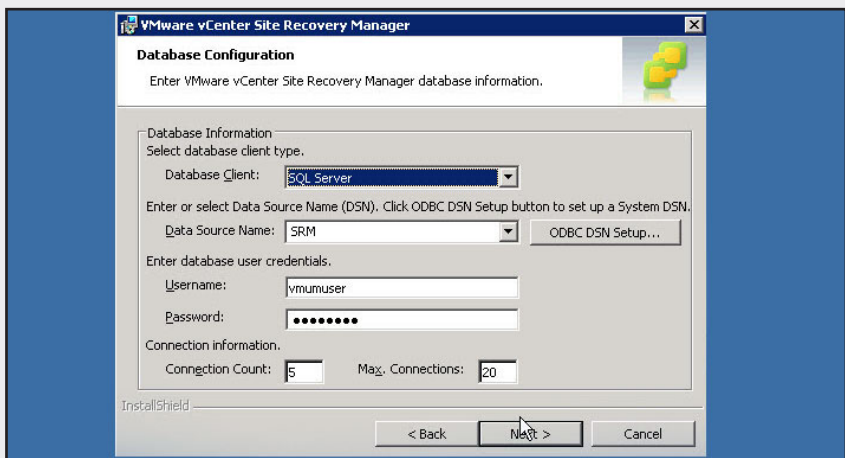 VMware vCenter Site Recovery Manager
Database Configuration
Enter VMware vCenter Site Recovery Manager database information.
Database Information
Select database client type.
Database Client: SQL Server
Enter or select Data Source Name (DSN). Click ODBC DSN Setup button to set up a System DSN.
Data Source Name: SRM ODBC DSN Setup...
Enter database user credentials.
Username: vmumuser
Password: ●●●●●●●●
Connection information.
Connection Count: 5 Max. Connections: 20
InstallShield
< Back Next > Cancel